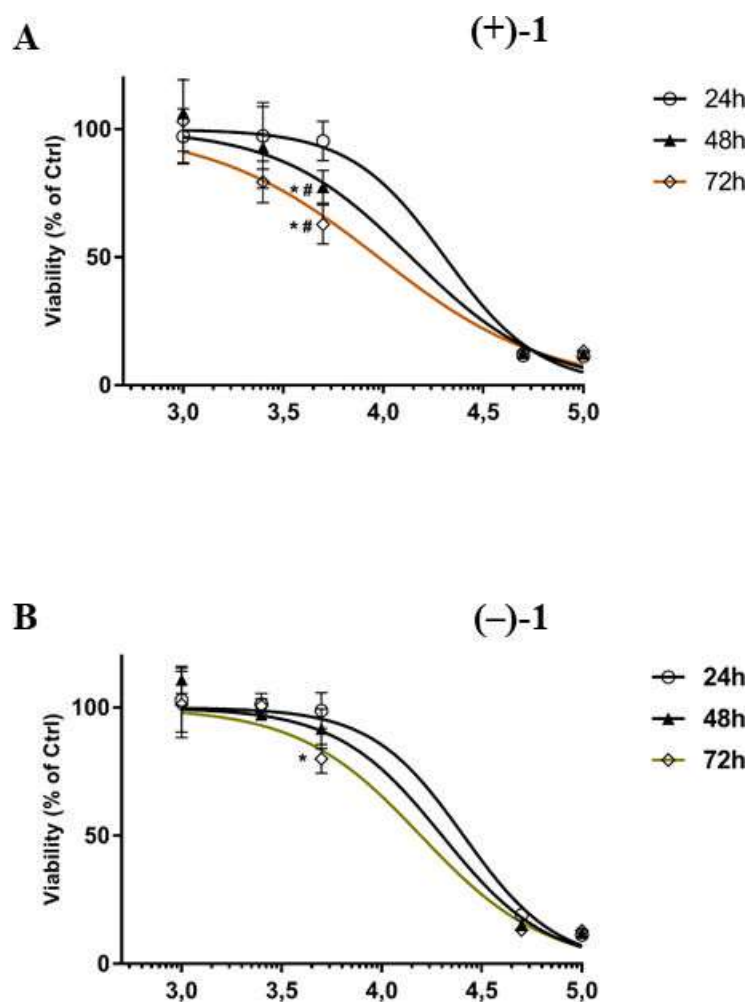 A
(+)-1
Viability (% of Ctrl)
100
50
0
*#
*#
3,0 3,5 4,0 4,5 5,0
24h
48h
72h
B
(−)-1
Viability (% of Ctrl)
100
50
0
*
3,0 3,5 4,0 4,5 5,0
24h
48h
72h